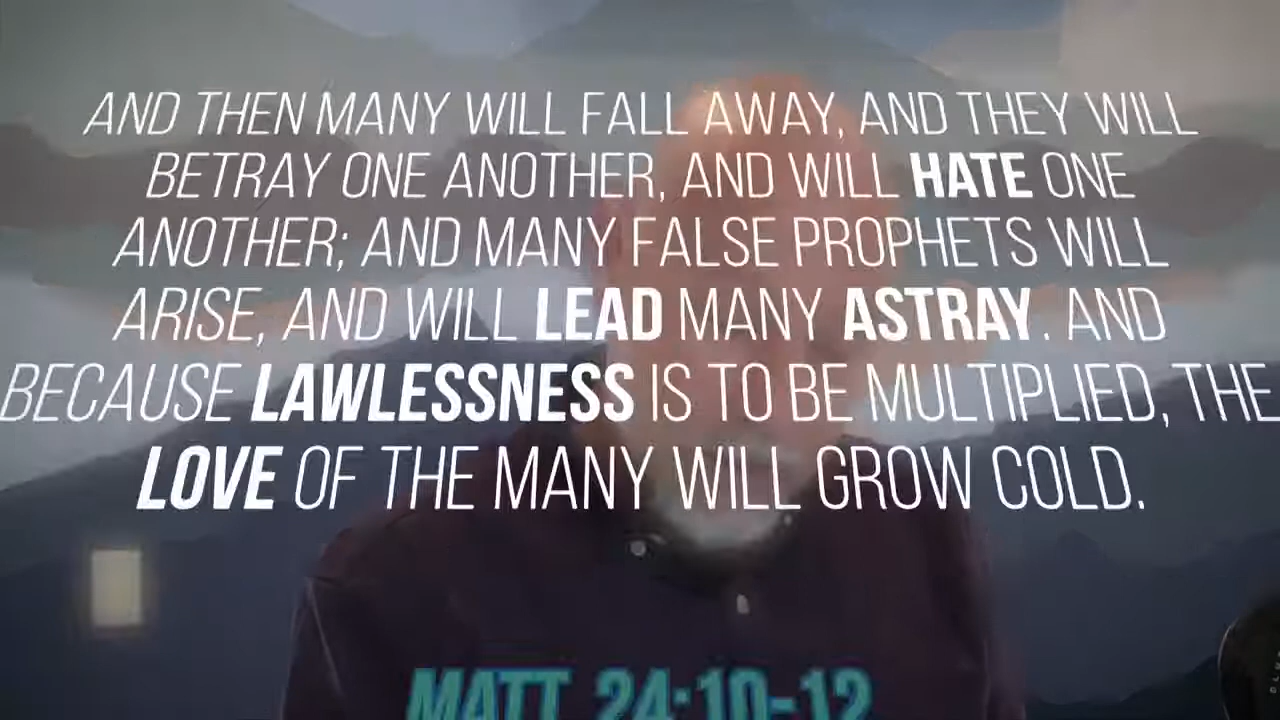 AND THEN MANY WILL FALL AWAY, AND THEY WILL
BETRAY ONE ANOTHER, AND WILL HATE ONE
ANOTHER; AND MANY FALSE PROPHETS WILL
ARISE, AND WILL LEAD MANY ASTRAY. AND
BECAUSE LAWLESSNESS IS TO BE MULTIPLIED, THE
LOVE OF THE MANY WILL GROW COLD.
MATT 24:10-12